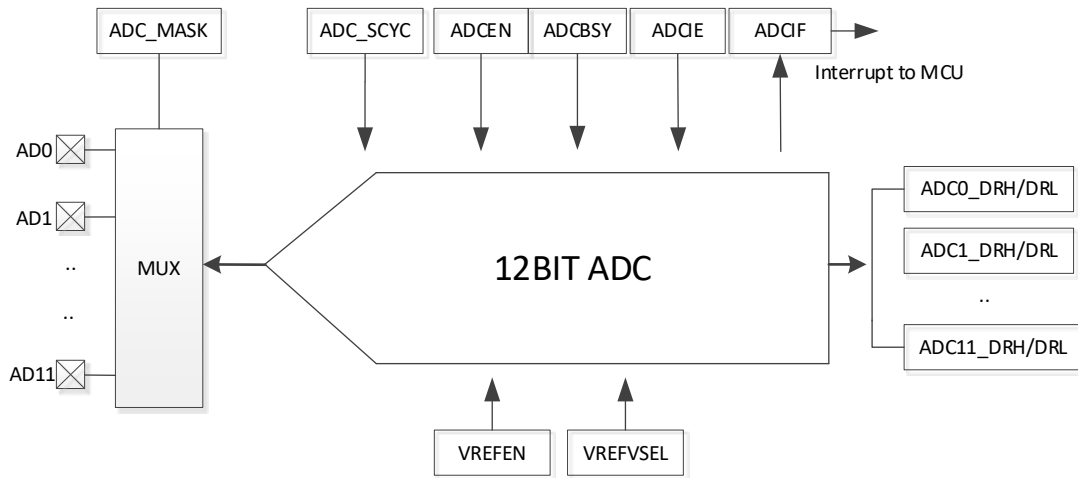 ADC_MASK
ADC_SCYC
ADCEN
ADCBSY
ADCIE
ADCIF
Interrupt to MCU
AD0
AD1
..
..
AD11
MUX
12BIT ADC
ADC0_DRH/DRL
ADC1_DRH/DRL
..
ADC11_DRH/DRL
VREFEN
VREFVSEL